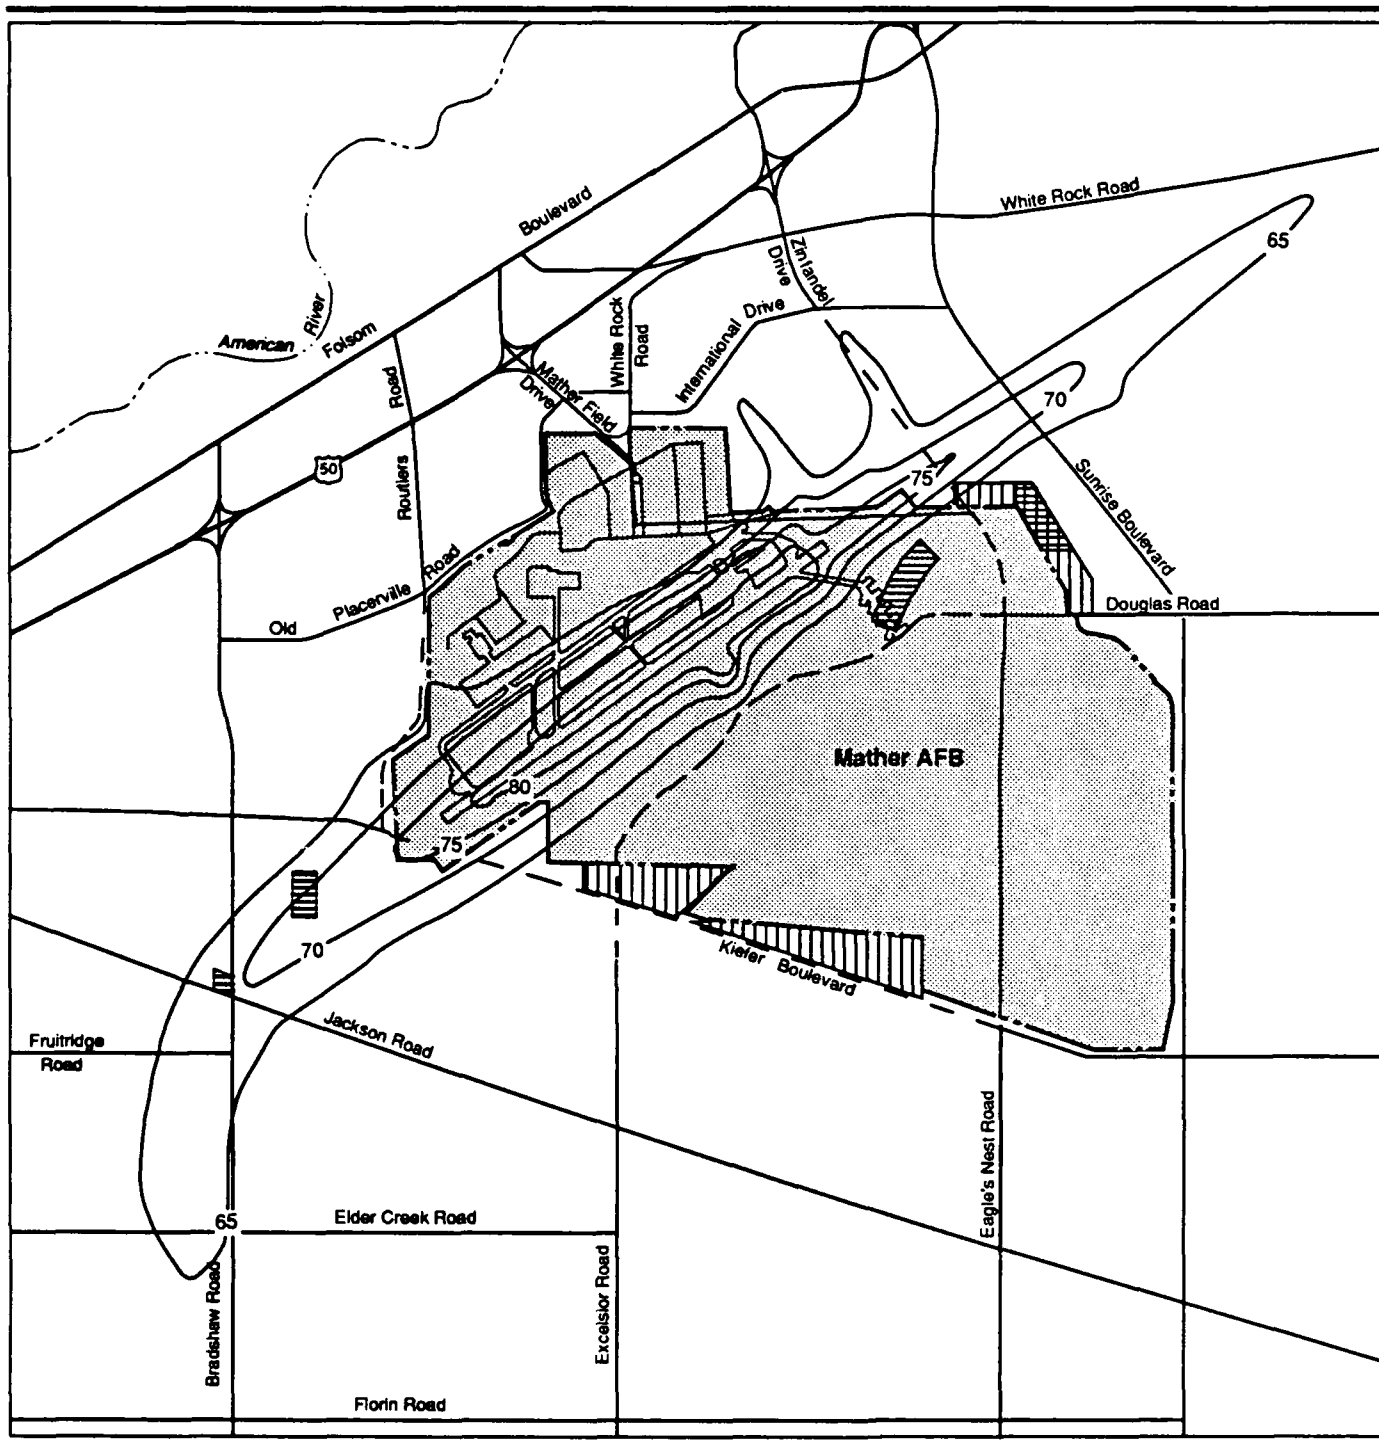 White Rock Road
65
Boulevard
Zinfandel
Drive
American
River
Folsom
White Rock
Road
International
Drive
Mather Field
Drive
Road
Routiers
70
75
50
Sunrise Boulevard
Old
Placerville
Road
Douglas Road
Mather AFB
80
75
70
Kiefer Boulevard
Jackson Road
Fruitridge
Road
Eagle's Nest Road
65
Elder Creek Road
Bradshaw Road
Excelsior Road
Florin Road